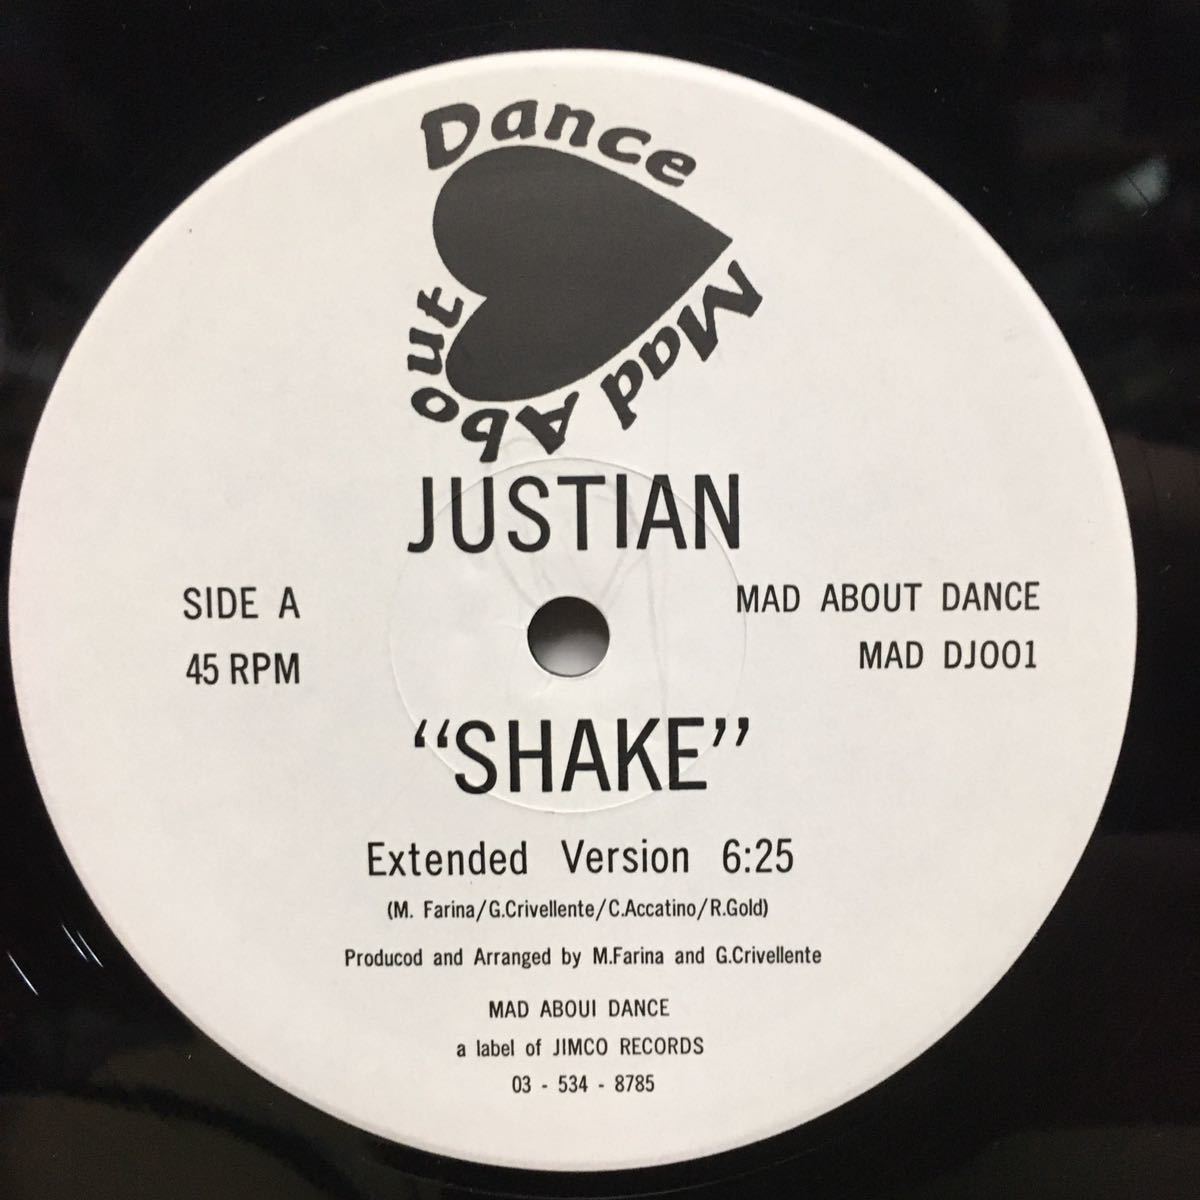 Mad About Dance
JUSTIAN
SIDE A
45 RPM
MAD ABOUT DANCE
MAD DJ001
“SHAKE”
Extended Version 6:25
(M. Farina/G.Crivellente/C.Accatino/R.Gold)
Producod and Arranged by M.Farina and G.Crivellente
MAD ABOUI DANCE
a label of JIMCO RECORDS
03 - 534 - 8785